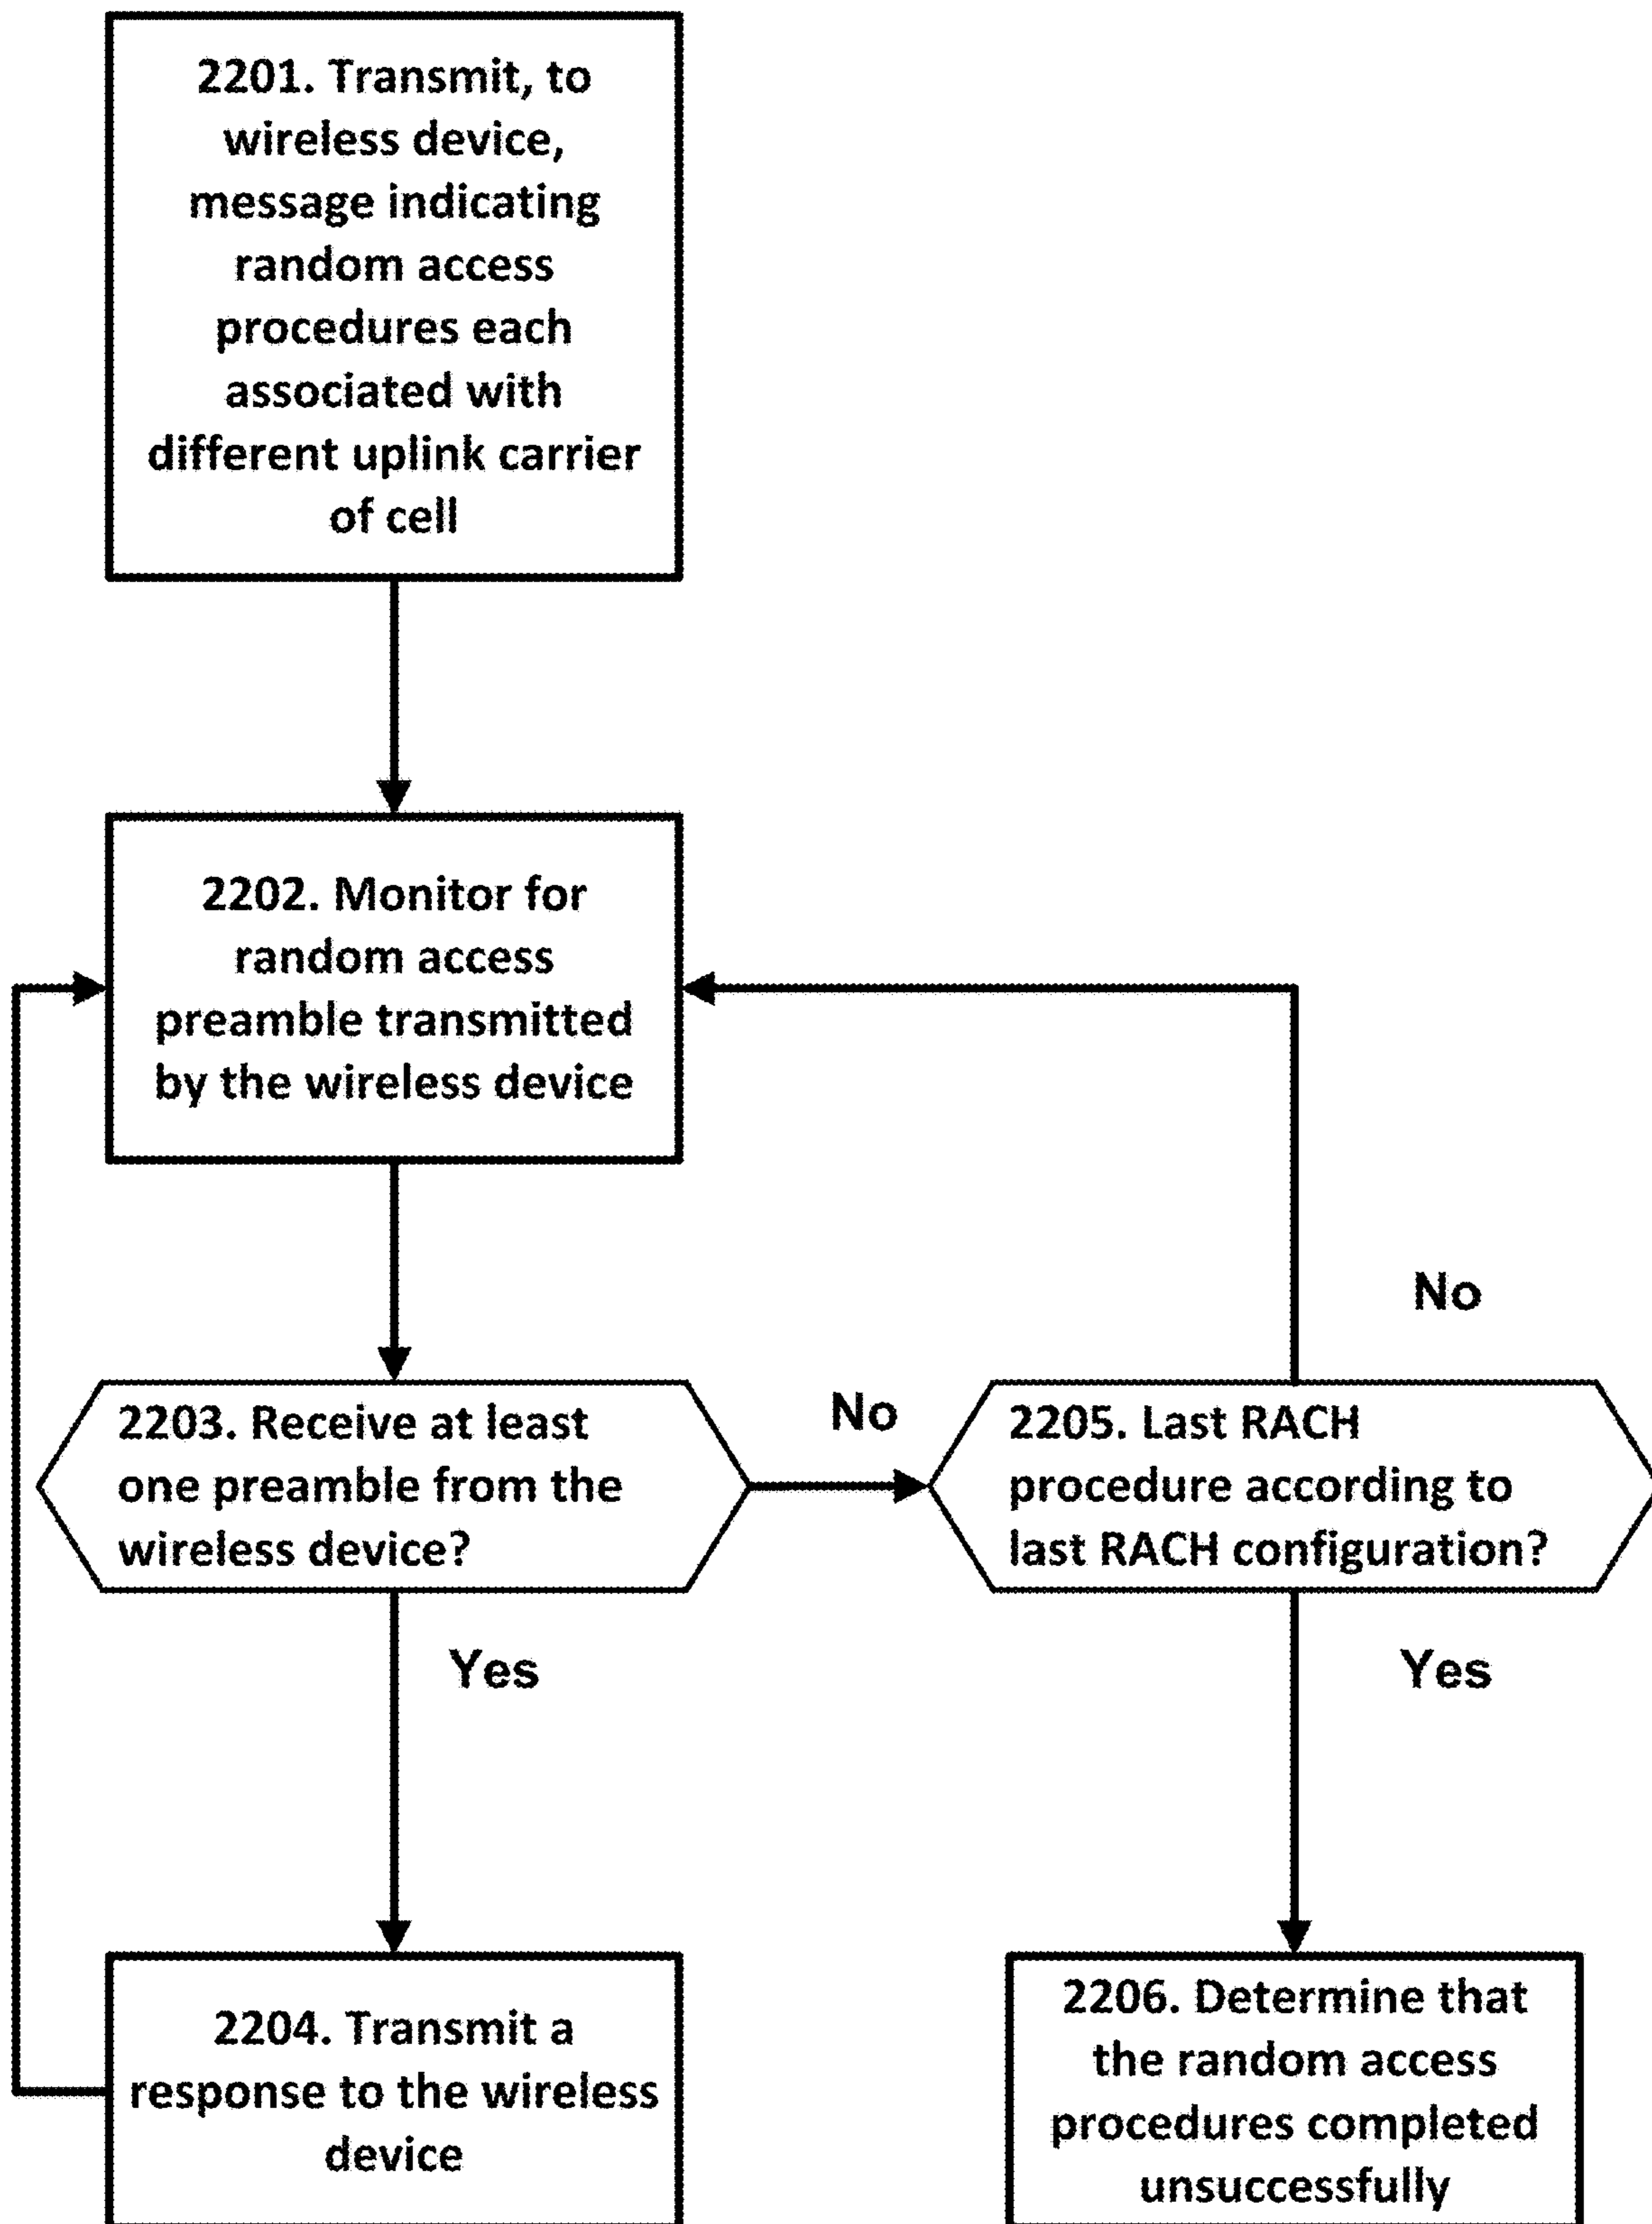 2201. Transmit, to
wireless device,
message indicating
random access
procedures each
associated with
different uplink carrier
of cell
2202. Monitor for
random access
preamble transmitted
by the wireless device
No
2203. Receive at least
one preamble from the
wireless device?
No
2205. Last RACH
procedure according to
last RACH configuration?
Yes
Yes
2204. Transmit a
response to the wireless
device
2206. Determine that
the random access
procedures completed
unsuccessfully